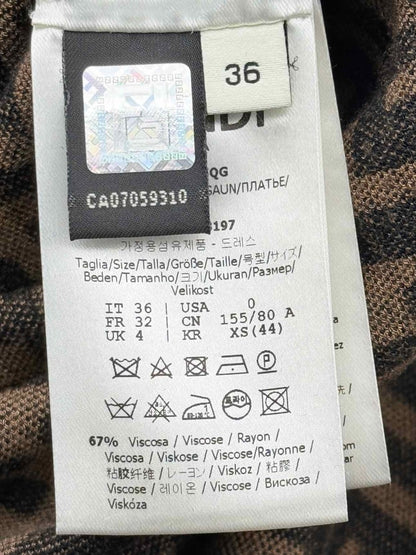 36
CA07059310
QG
SAUN/ПЛАТЬЕ/
197
가정용섬유제품 - 드레스
Taglia/Size/Talla/Größe/Taille/号型/サイズ/
Beden/Tamanho/크기/Ukuran/Размер/
Velikost
IT 36 | USA 0
FR 32 | CN 155/80 A
UK 4 | KR XS(44)
67% Viscosa / Viscose / Rayon /
Viscosa / Viskose / Viscose/Rayonne /
粘胶纤维 / レーヨン / Viskoz / 粘膠 /
Viscose / 레이온 / Viscose / Вискоза /
Viskóza